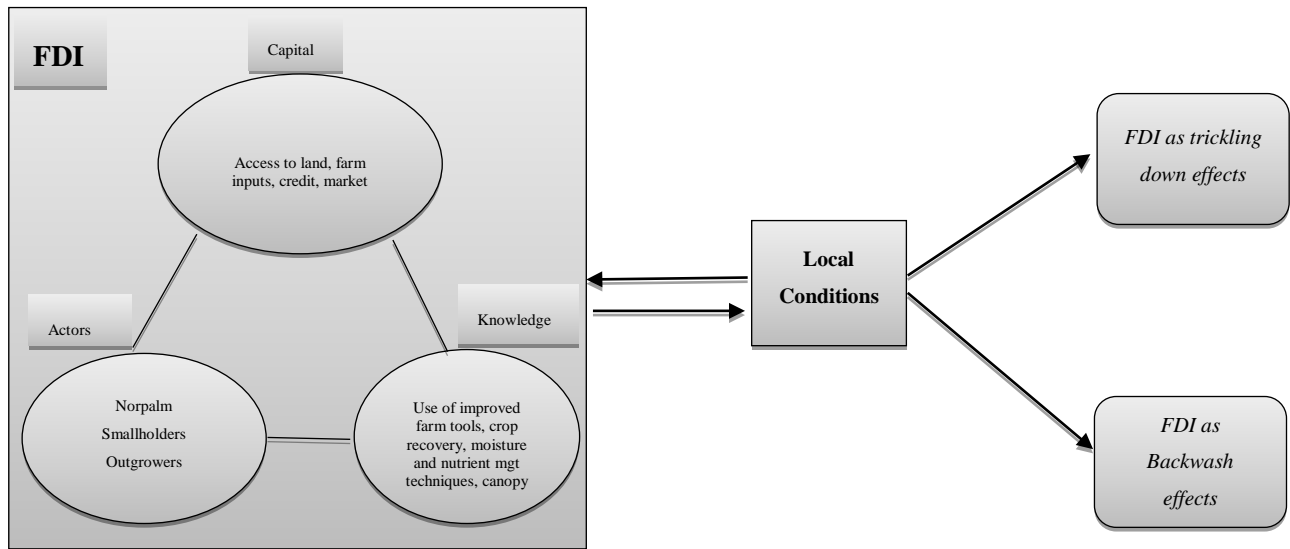 FDI
Capital
Access to land, farm
inputs, credit, market
Actors
Norpalm
Smallholders
Outgrowers
Knowledge
Use of improved
farm tools, crop
recovery, moisture
and nutrient mgt
techniques, canopy
Local
Conditions
FDI as trickling
down effects
FDI as
Backwash
effects